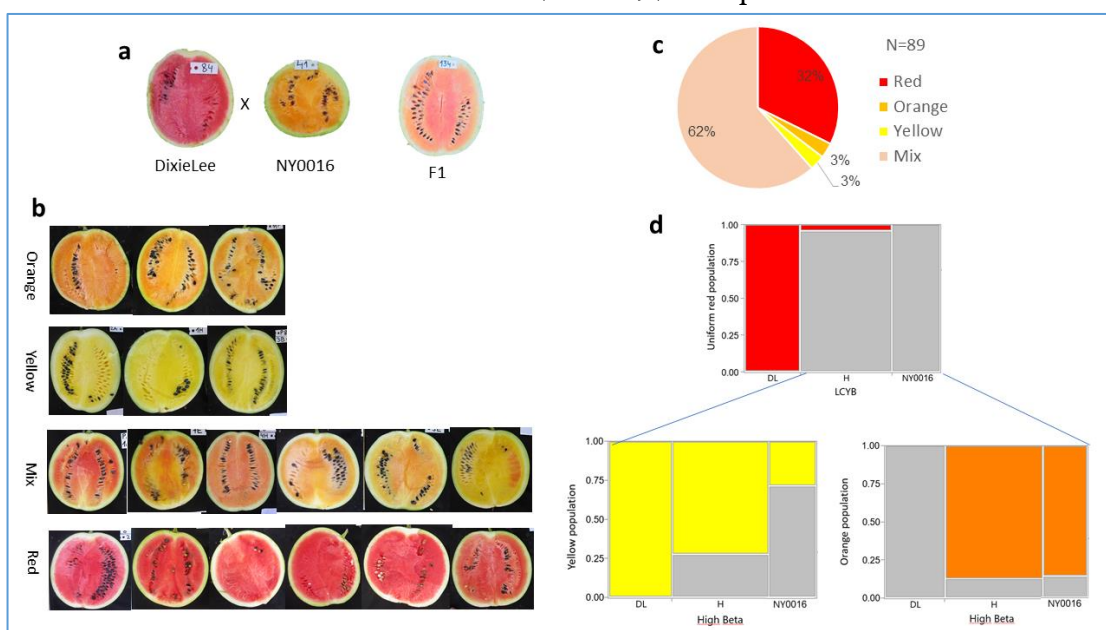 a
* 84
41 *
134 *
X
DixieLee
NY0016
F1
b
Orange
Yellow
Mix
Red
c
N=89
Red
Orange
Yellow
Mix
32%
3%
3%
62%
d
1.00
0.75
0.50
0.25
0.00
Uniform red population
DL
H
NY0016
LCYB
1.00
0.75
0.50
0.25
0.00
Yellow population
DL
H
NY0016
High Beta
1.00
0.75
0.50
0.25
0.00
Orange population
DL
H
NY0016
High Beta